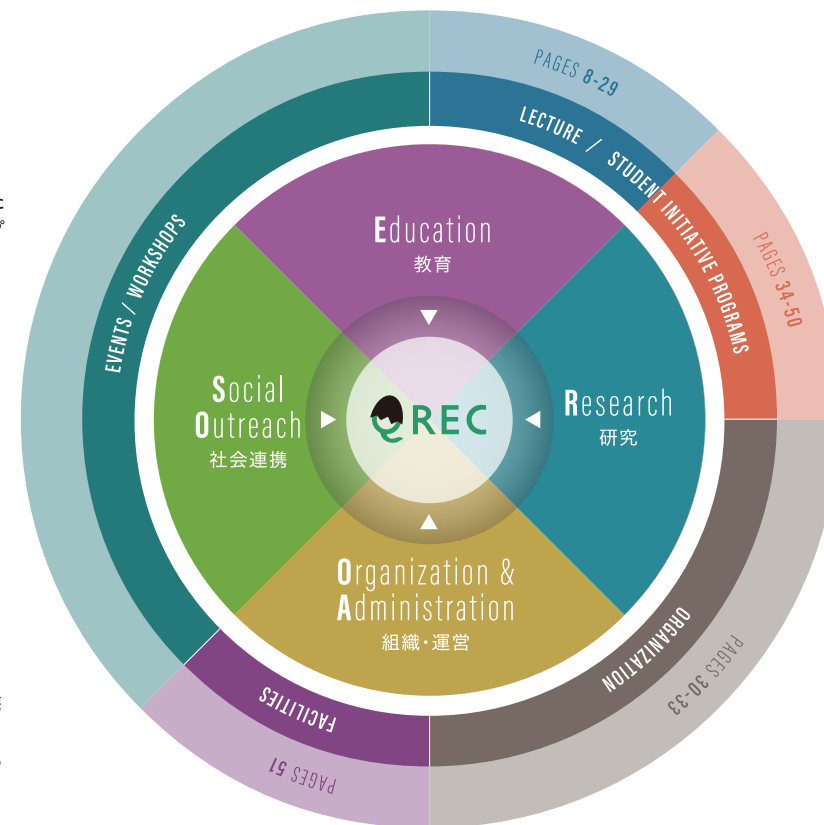 PAGES 8-29
LECTURE / STUDENT INITIATIVE PROGRAMS
PAGES 34-50
EVENTS / WORKSHOPS
Education
教育
Social
Outreach
社会連携
QREC
Research
研究
Organization &
Administration
組織・運営
ORGANIZATION
PAGES 30-33
FACILITIES
PAGES 51